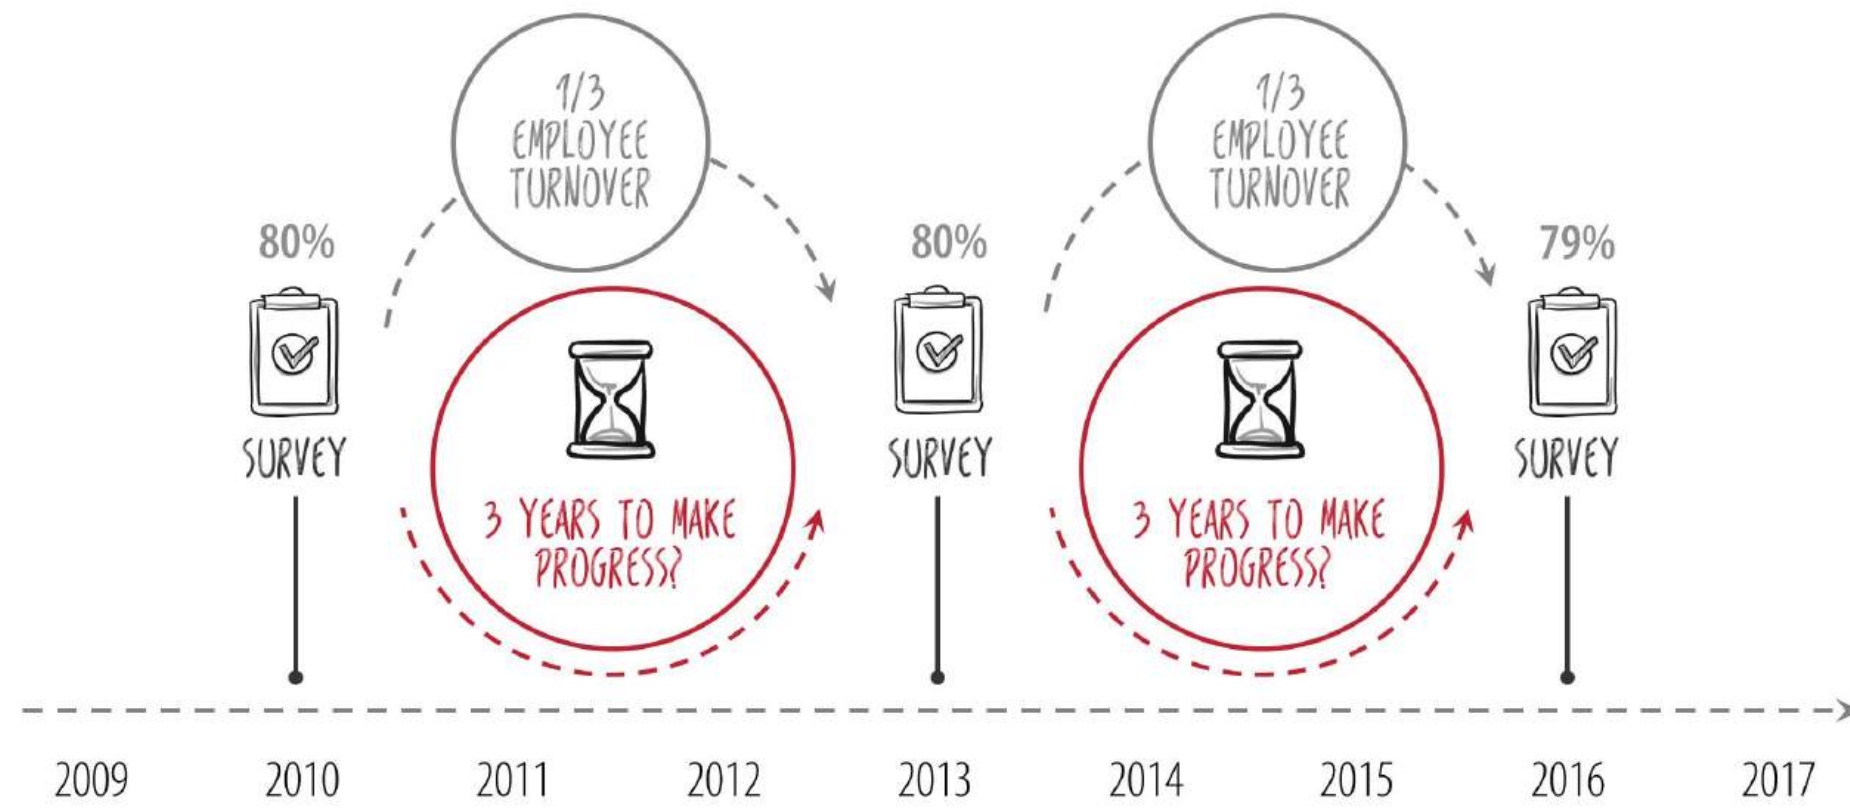 1/3
EMPLOYEE
TURNOVER
1/3
EMPLOYEE
TURNOVER
80%
80%
79%
SURVEY
SURVEY
SURVEY
3 YEARS TO MAKE
PROGRESS?
3 YEARS TO MAKE
PROGRESS?
2009 2010 2011 2012 2013 2014 2015 2016 2017